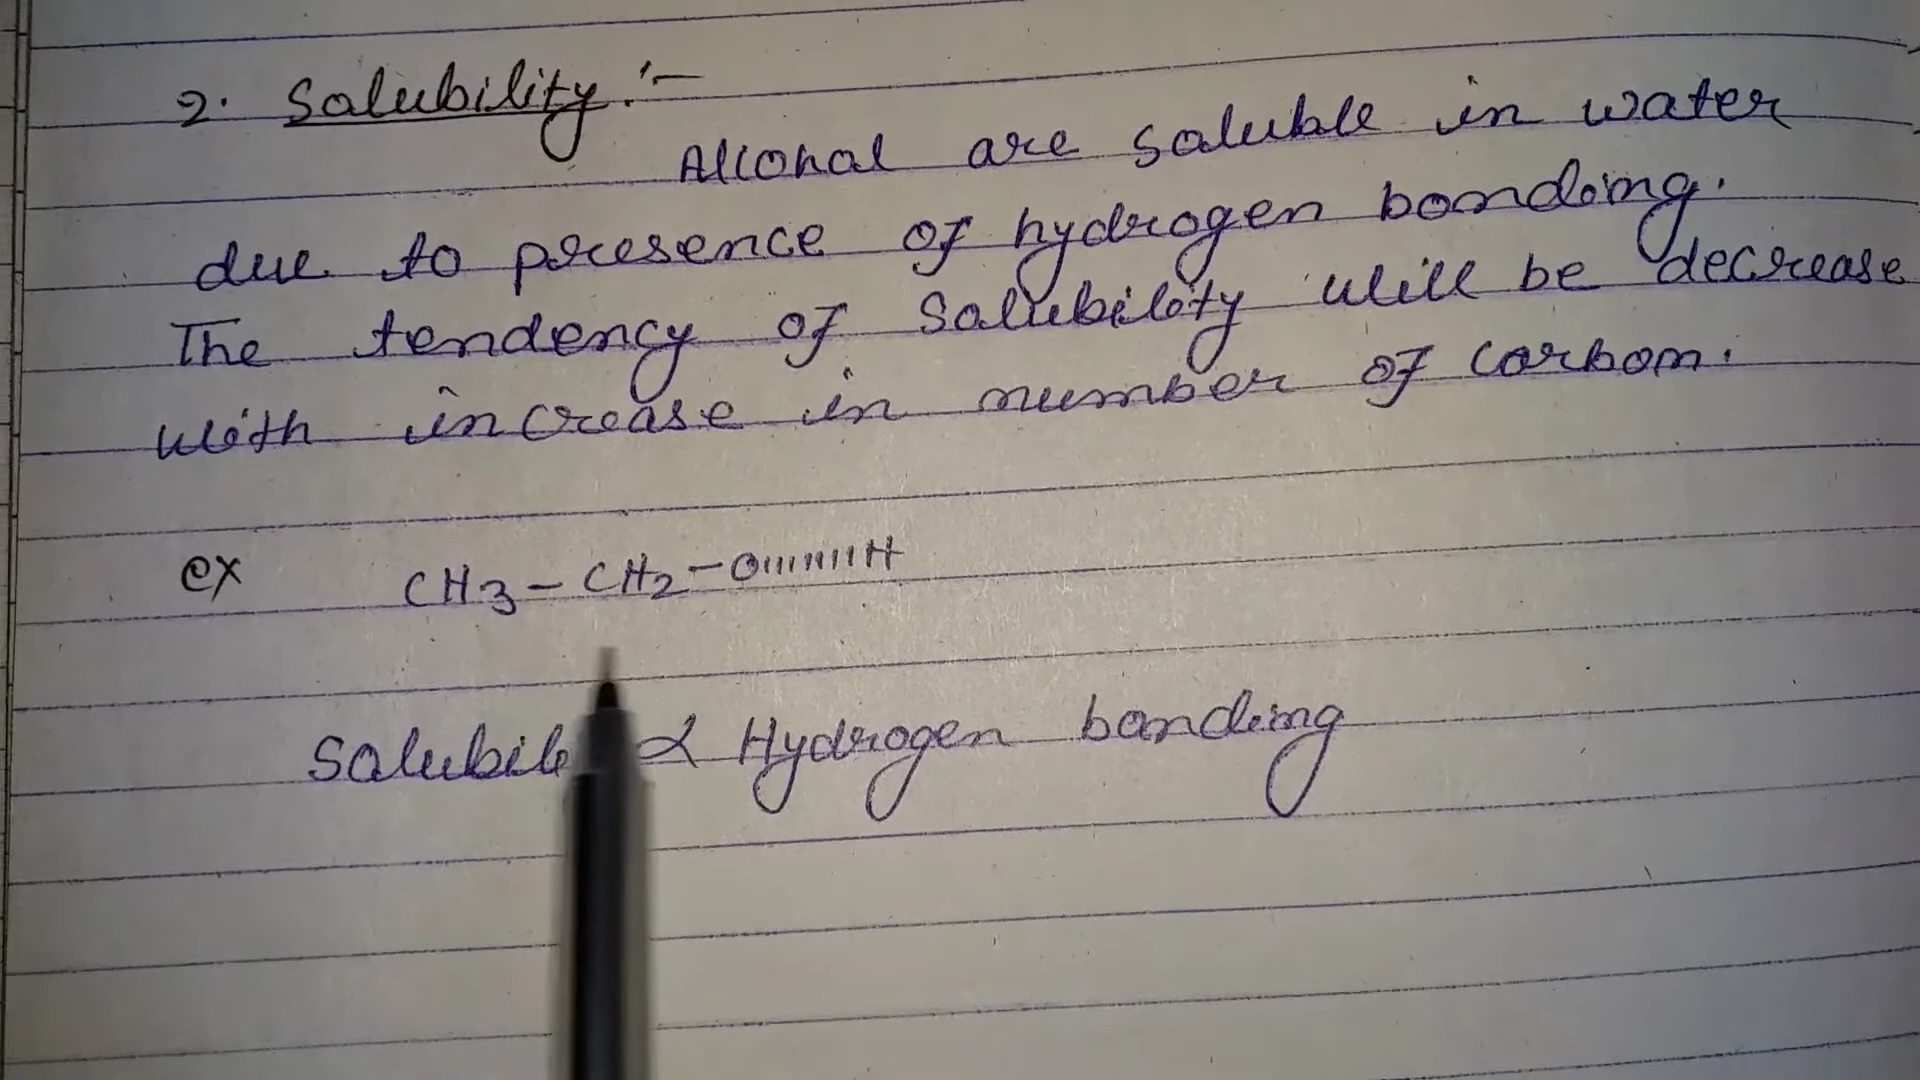 2. Solubility :-
Alcohal are soluble in water
due to presence of hydrogen bonding.
The tendency of solubility will be decrease
with increase in number of carbon.
ex CH3-CH2-O''''''''H
Solubil ∝ Hydrogen bonding